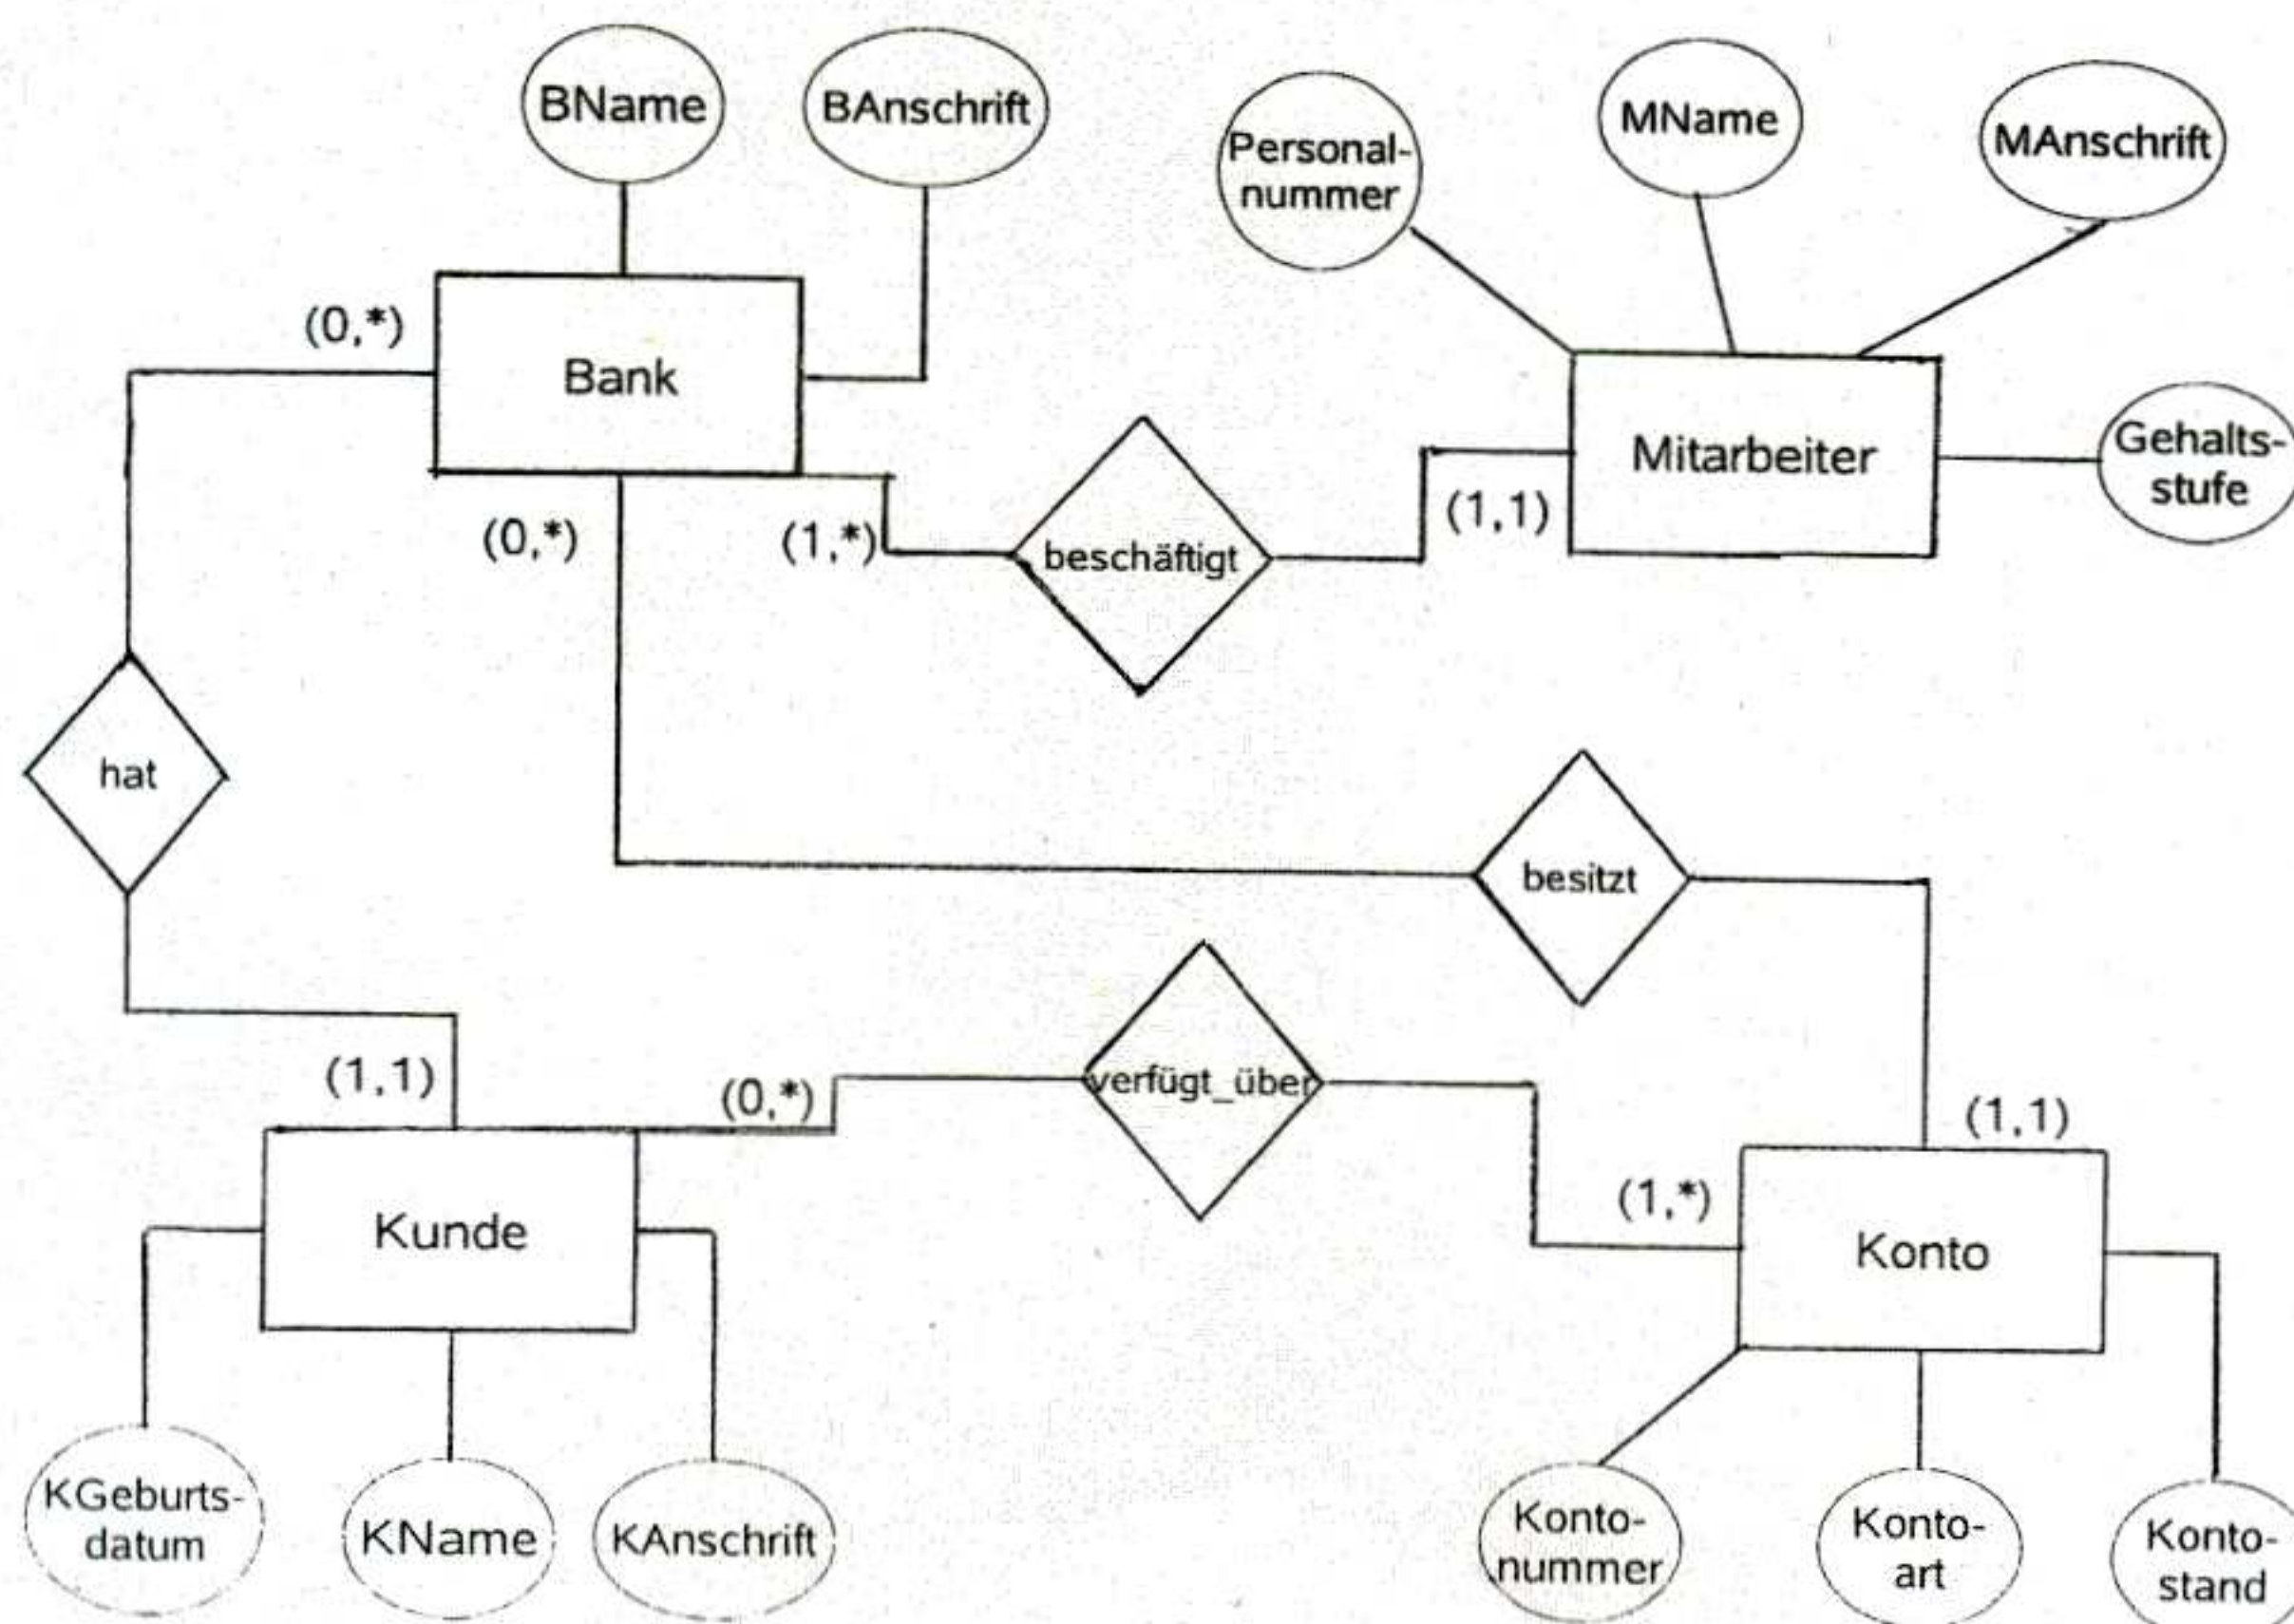 BName
BAnschrift
Personal-
nummer
MName
MAnschrift
(0,*)
Bank
Mitarbeiter
Gehalts-
stufe
(0,*)
(1,*)
beschäftigt
(1,1)
hat
besitzt
(1,1)
(0,*)
verfügt_über
(1,1)
(1,*)
Kunde
Konto
KGeburts-
datum
KName
KAnschrift
Konto-
nummer
Konto-
art
Konto-
stand